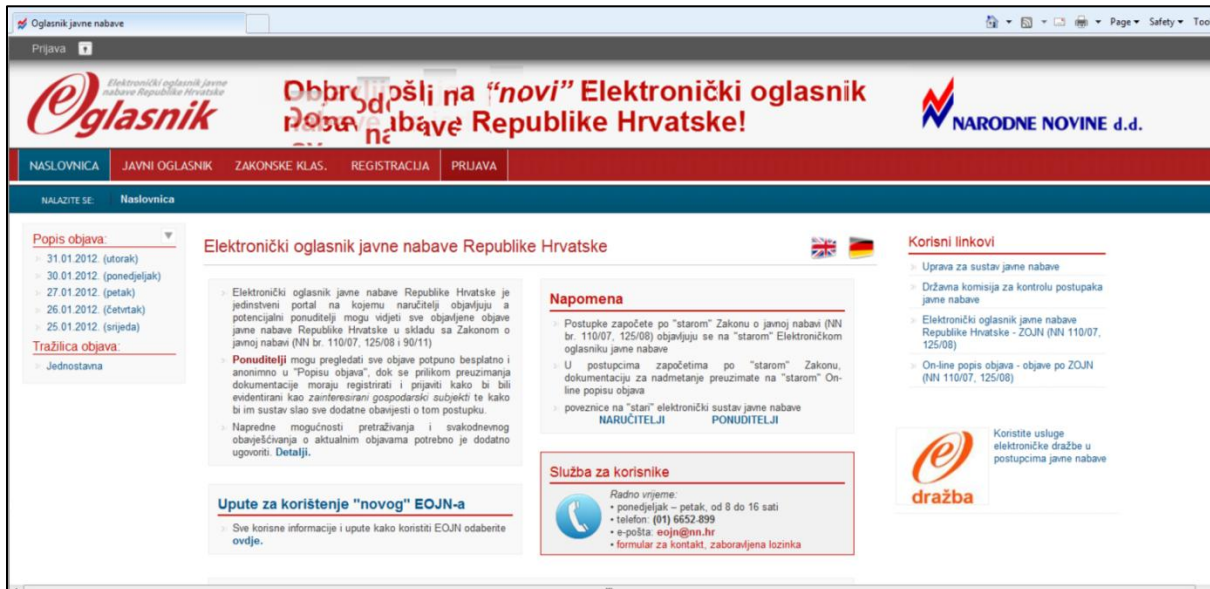 Oglasnik javne nabave
Page
Safety
Prijava
Elektronički oglasnik javne
nabave Republike Hrvatske
eglasnik
na "novi" Elektronički oglasnik
Republike Hrvatske!
NARODNE NOVINE d.d.
NASLOVNICA JAVNI OGLASNIK ZAKONSKE KLAS. REGISTRACIJA PRIJAVA
NALAZITE SE: Naslovnica
Popis objava:
31.01.2012. (utorak)
30.01.2012. (ponedjeljak)
27.01.2012. (petak)
26.01.2012. (četvrtak)
25.01.2012. (srijeda)
Tražilica objava:
Jednostavna
Elektronički oglasnik javne nabave Republike Hrvatske
Elektronički oglasnik javne nabave Republike Hrvatske je
jedinstveni portal na kojemu naručitelji objavljuju a
potencijalni ponuditelji mogu vidjeti sve objavljene objave
javne nabave Republike Hrvatske u skladu sa Zakonom o
javnoj nabavi (NN br. 110/07, 125/08 i 90/11)
Ponuditelji mogu pregledati sve objave potpuno besplatno i
anonimno u "Popisu objava", dok se prilikom preuzimanja
dokumentacije moraju registrirati i prijaviti kako bi bili
evidentirani kao zainteresirani gospodarski subjekti te kako
bi im sustav slao sve dodatne obavijesti o tom postupku.
Napredne mogućnosti pretraživanja i svakodnevnog
obavješćivanja o aktualnim objavama potrebno je dodatno
ugovoriti. Detalji.
Upute za korištenje "novog" EOJN-a
Sve korisne informacije i upute kako koristiti EOJN odaberite
ovdje.
Napomena
Postupke započete po "starom" Zakonu o javnoj nabavi (NN
br. 110/07, 125/08) objavljuju se na "starom" Elektroničkom
oglasniku javne nabave
U postupcima započetima po "starom" Zakonu,
dokumentaciju za nadmetanje preuzimate na "starom" On-
line popisu objava
poveznice na "stari" elektronički sustav javne nabave
NARUČITELJI PONUDITELJI
Služba za korisnike
Radno vrijeme:
• ponedjeljak – petak, od 8 do 16 sati
• telefon: (01) 6652-899
• e-pošta: eojn@nn.hr
• formular za kontakt, zaboravljena lozinka
Korisni linkovi
Uprava za sustav javne nabave
Državna komisija za kontrolu postupaka
javne nabave
Elektronički oglasnik javne nabave
Republike Hrvatske - ZOJN (NN 110/07,
125/08)
On-line popis objava - objave po ZOJN
(NN 110/07, 125/08)
e
dražba
Koristite usluge
elektroničke dražbe u
postupcima javne nabave